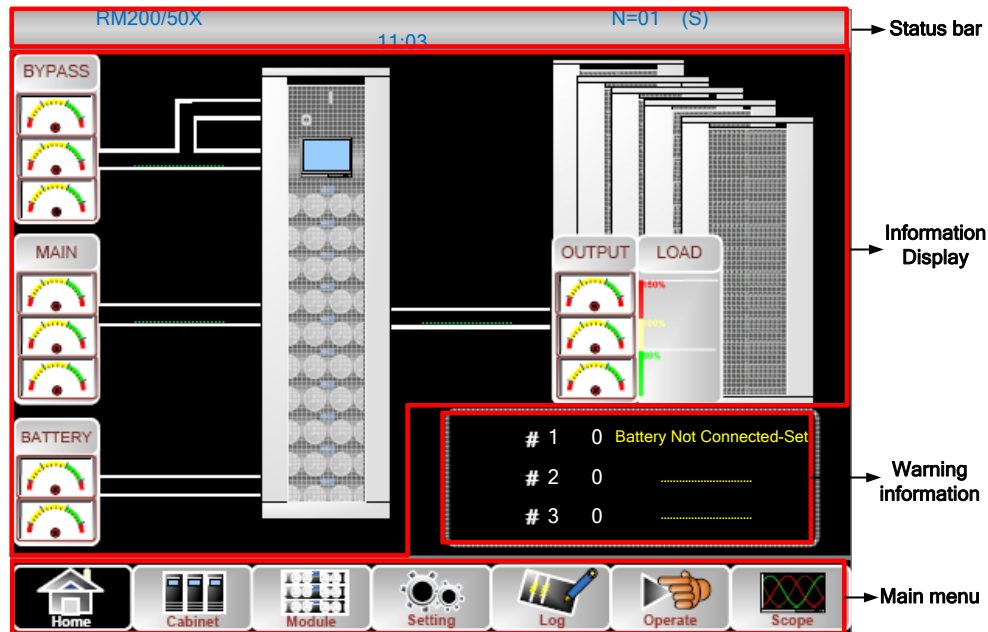 RM200/50X N=01 (S)
11:03
Status bar
BYPASS
MAIN
OUTPUT LOAD
150%
100%
50%
Information
Display
BATTERY
# 1 0 Battery Not Connected-Set
# 2 0
# 3 0
Warning
information
Home Cabinet Module Setting Log Operate Scope
Main menu